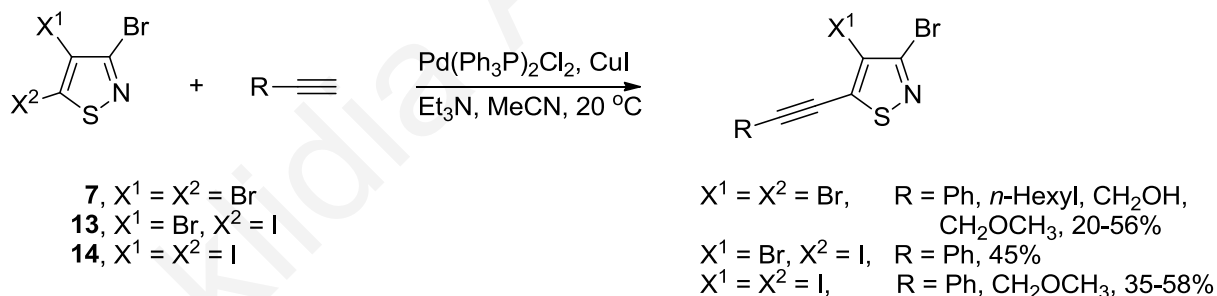 X¹ Br
X² S N
+
R
Pd(Ph₃P)₂Cl₂, CuI
Et₃N, MeCN, 20 °C
X¹ Br
R S N
7, X¹ = X² = Br
13, X¹ = Br, X² = I
14, X¹ = X² = I
X¹ = X² = Br, R = Ph, n-Hexyl, CH₂OH,
CH₂OCH₃, 20-56%
X¹ = Br, X² = I, R = Ph, 45%
X¹ = X² = I, R = Ph, CH₂OCH₃, 35-58%